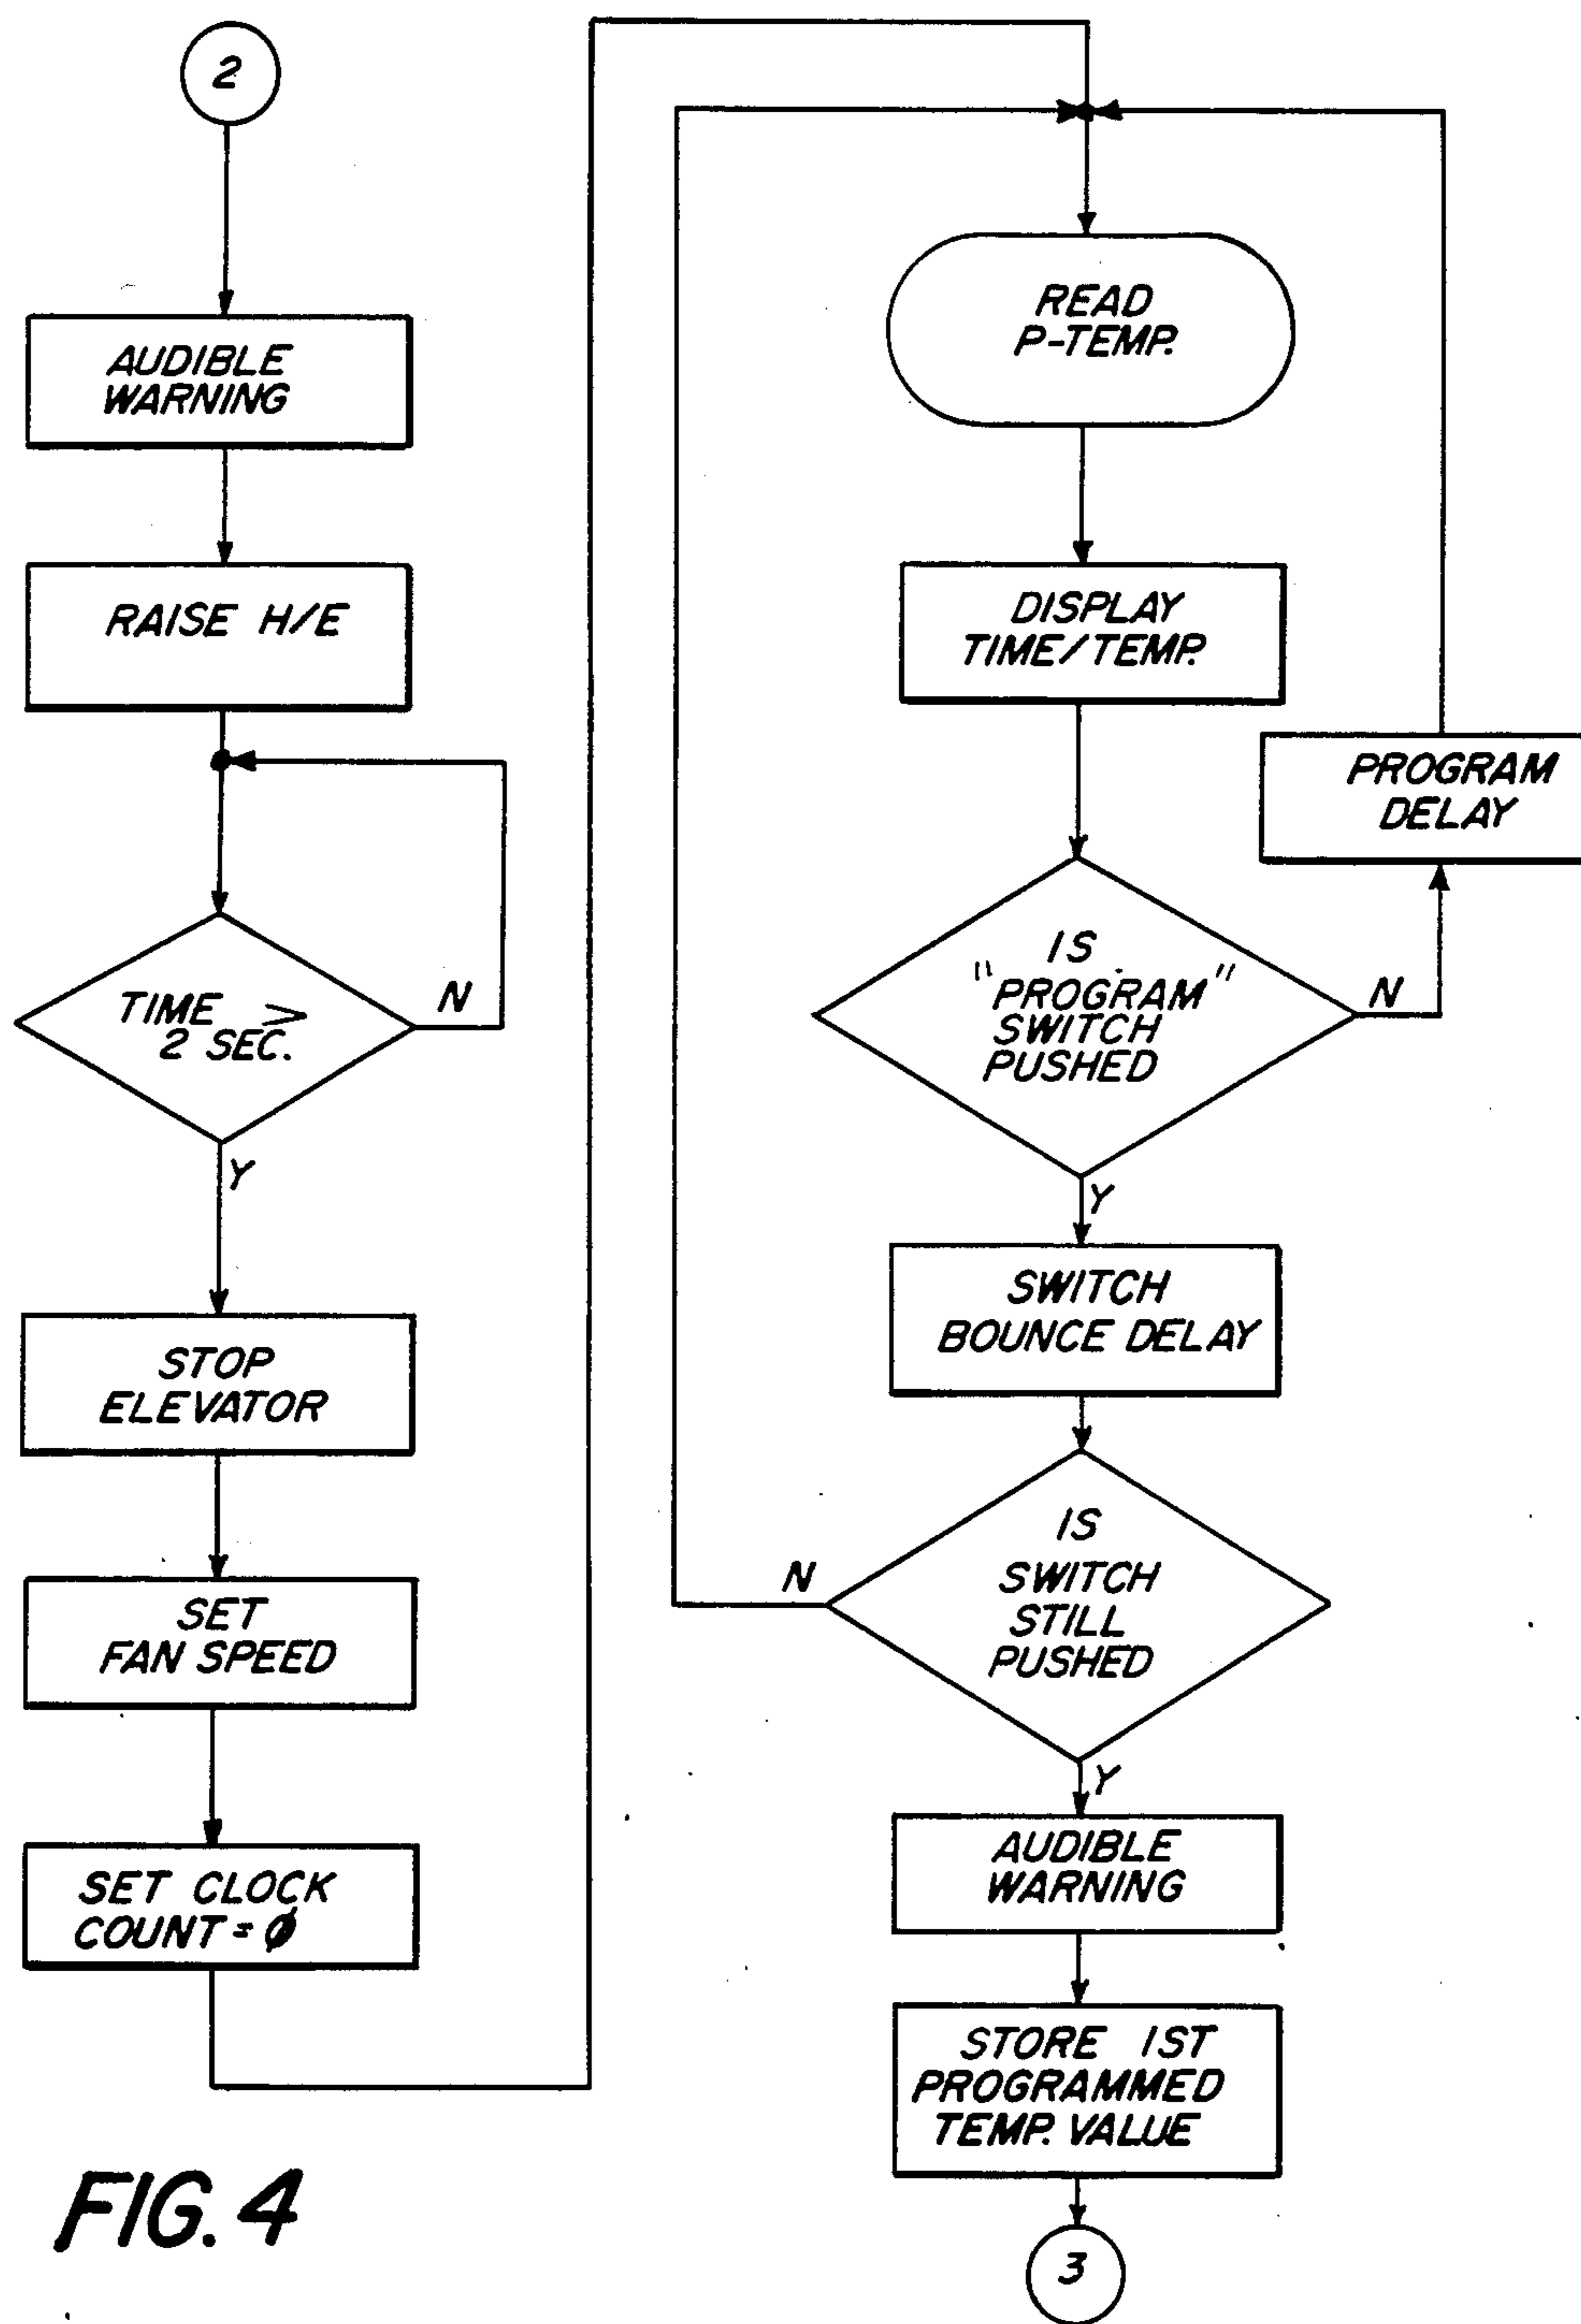 2
AUDIBLE
WARNING
RAISE H/E
TIME >
2 SEC.
N
Y
STOP
ELEVATOR
SET
FAN SPEED
SET CLOCK
COUNT = Ø
READ
P-TEMP.
DISPLAY
TIME/TEMP.
PROGRAM
DELAY
IS
"PROGRAM"
SWITCH
PUSHED
N
Y
SWITCH
BOUNCE DELAY
IS
SWITCH
STILL
PUSHED
N
Y
AUDIBLE
WARNING
STORE 1ST
PROGRAMMED
TEMP. VALUE
3
FIG. 4